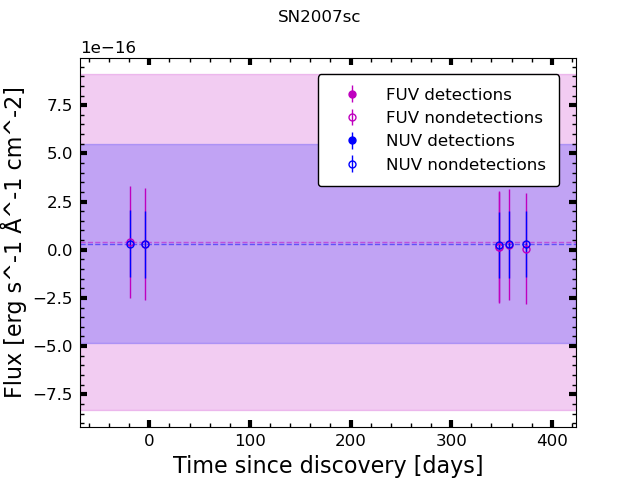 SN2007sc
1e−16
FUV detections
FUV nondetections
NUV detections
NUV nondetections
7.5
5.0
2.5
0.0
−2.5
−5.0
−7.5
Flux [erg s^-1 Å^-1 cm^-2]
0 100 200 300 400
Time since discovery [days]